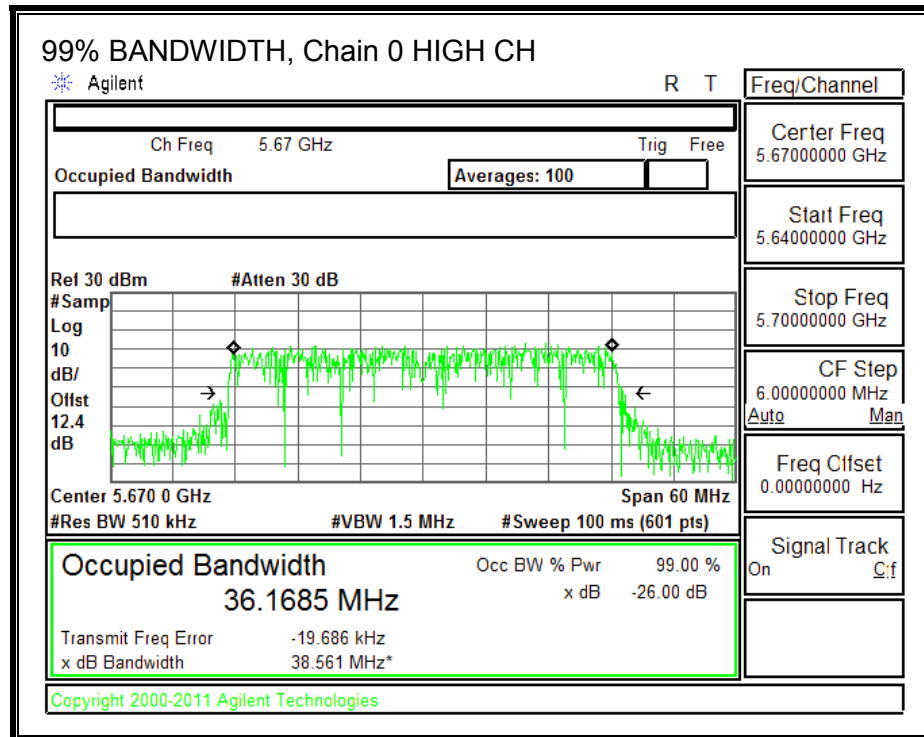 99% BANDWIDTH, Chain 0 HIGH CH
Agilent R T
Freq/Channel
Ch Freq 5.67 GHz Trig Free
Occupied Bandwidth Averages: 100
Center Freq
5.67000000 GHz
Start Freq
5.64000000 GHz
Stop Freq
5.70000000 GHz
CF Step
6.00000000 MHz
Auto Man
Freq Offset
0.00000000 Hz
Signal Track
On Off
Ref 30 dBm #Atten 30 dB
#Samp
Log
10
dB/
Offst
12.4
dB
Center 5.670 0 GHz Span 60 MHz
#Res BW 510 kHz #VBW 1.5 MHz #Sweep 100 ms (601 pts)
Occupied Bandwidth Occ BW % Pwr 99.00 %
36.1685 MHz x dB -26.00 dB
Transmit Freq Error -19.686 kHz
x dB Bandwidth 38.561 MHz*
Copyright 2000-2011 Agilent Technologies